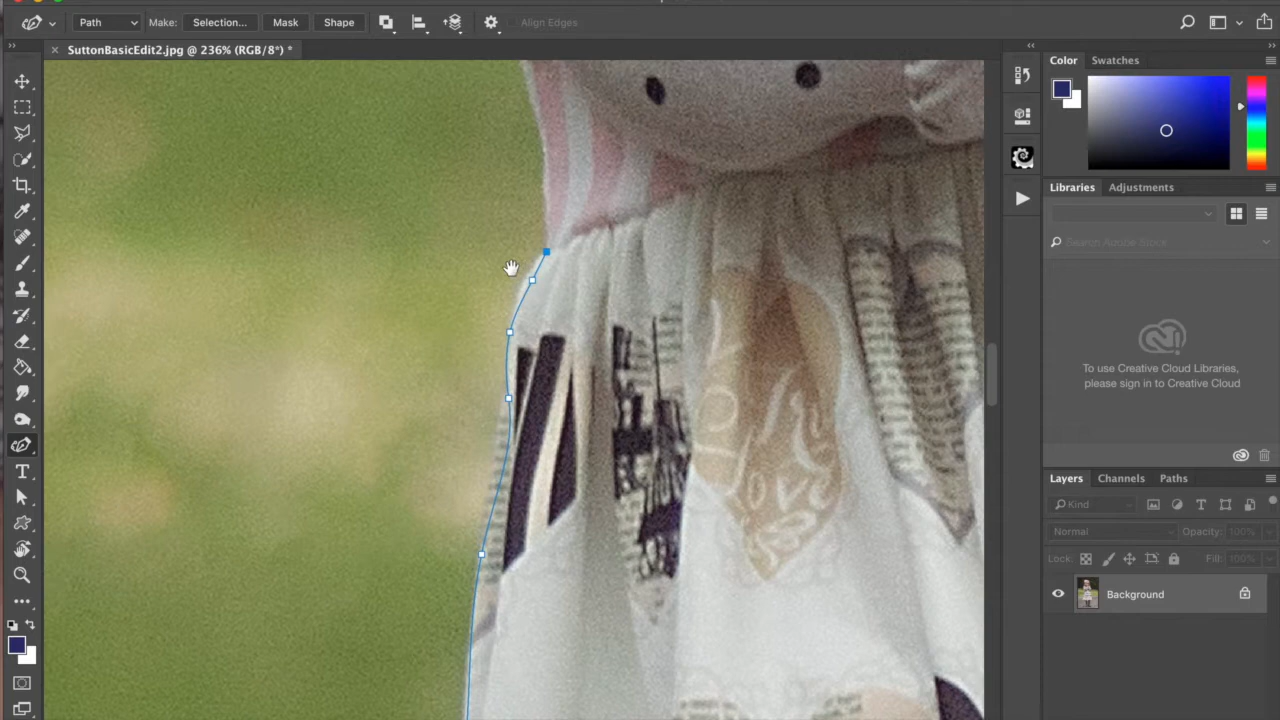 Path
Make:
Selection...
Mask
Shape
Align Edges
SuttonBasicEdit2.jpg @ 236% (RGB/8*) *
Color
Swatches
Libraries
Adjustments
Search Adobe Stock
To use Creative Cloud Libraries,
please sign in to Creative Cloud
Layers
Channels
Paths
Kind
Normal
Opacity:
100%
Lock:
Fill:
100%
Background
love